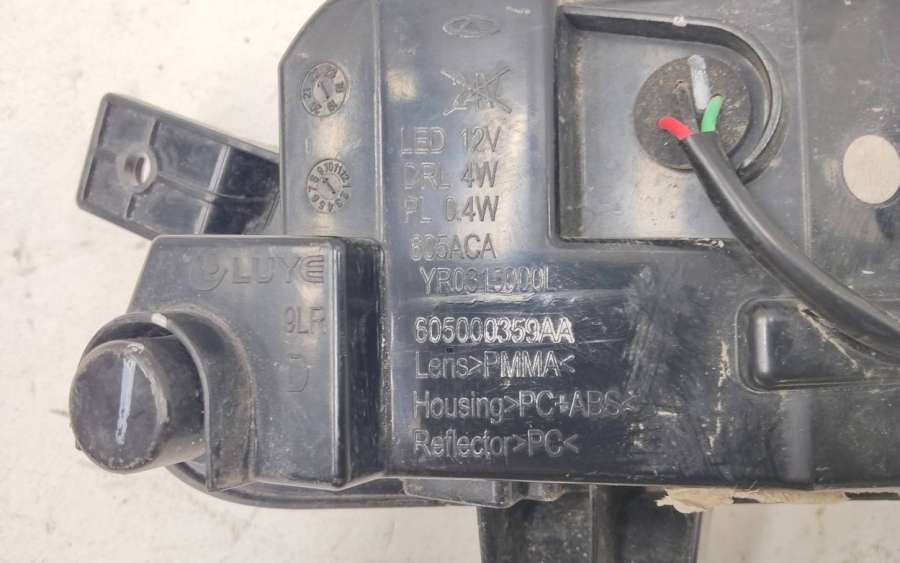 LED 12V
DRL 4W
PL 0.4W
605ACA
LUYE
YR0315000L
9LR
605000359AA
D
Lens>PMMA<
Housing>PC+ABS<
Reflector>PC<